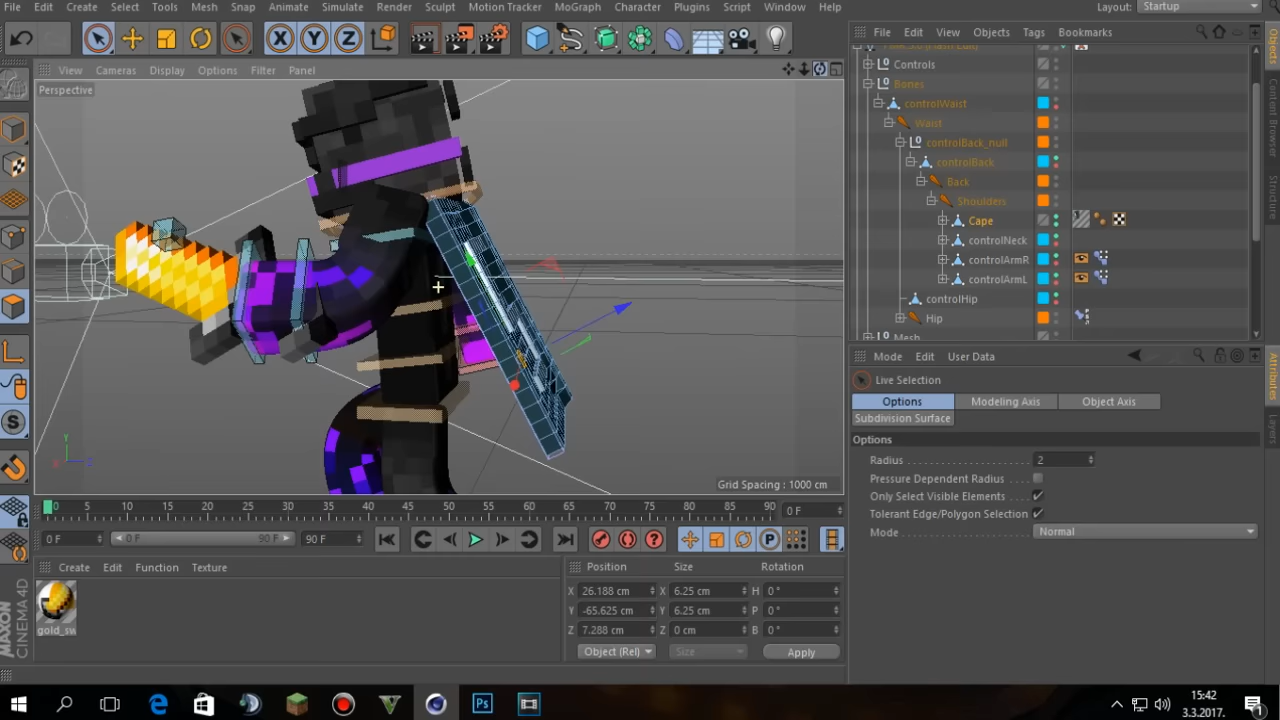 File Edit Create Select Tools Mesh Snap Animate Simulate Render Sculpt Motion Tracker MoGraph Character Plugins Script Window Help
Layout: Startup
X Y Z
View Cameras Display Options Filter Panel
Perspective
Grid Spacing : 1000 cm
Y
Z
File Edit View Objects Tags Bookmarks
Controls
Bones
controlWaist
Waist
controlBack_null
controlBack
Back
Shoulders
Cape
controlNeck
controlArmR
controlArmL
controlHip
Hip
Mesh
Objects
Content Browser
Structure
Mode Edit User Data
Live Selection
Options Modeling Axis Object Axis
Subdivision Surface
Options
Radius 2
Pressure Dependent Radius
Only Select Visible Elements
Tolerant Edge/Polygon Selection
Mode Normal
Attributes
Layers
0 5 10 15 20 25 30 35 40 45 50 55 60 65 70 75 80 85 90 0 F
0 F 0 F 90 F 90 F
Create Edit Function Texture
gold_sw
Position Size Rotation
X 26.188 cm X 6.25 cm H 0 °
Y -65.625 cm Y 6.25 cm P 0 °
Z 7.288 cm Z 0 cm B 0 °
Object (Rel) Size Apply
MAXON CINEMA 4D
15:42
3.3.2017.